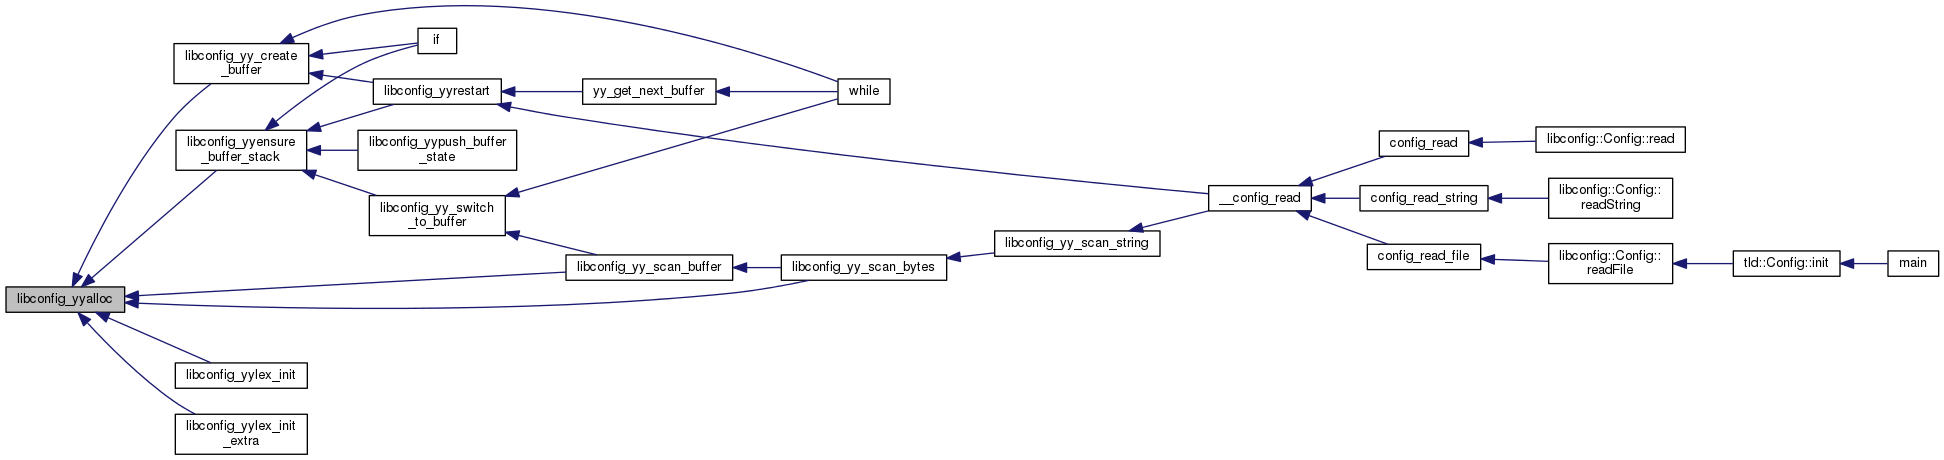 libconfig_yyalloc
libconfig_yy_create
_buffer
libconfig_yyensure
_buffer_stack
libconfig_yylex_init
libconfig_yylex_init
_extra
if
libconfig_yyrestart
libconfig_yypush_buffer
_state
libconfig_yy_switch
_to_buffer
yy_get_next_buffer
libconfig_yy_scan_buffer
while
libconfig_yy_scan_bytes
libconfig_yy_scan_string
__config_read
config_read
config_read_string
config_read_file
libconfig::Config::read
libconfig::Config::
readString
libconfig::Config::
readFile
tld::Config::init
main